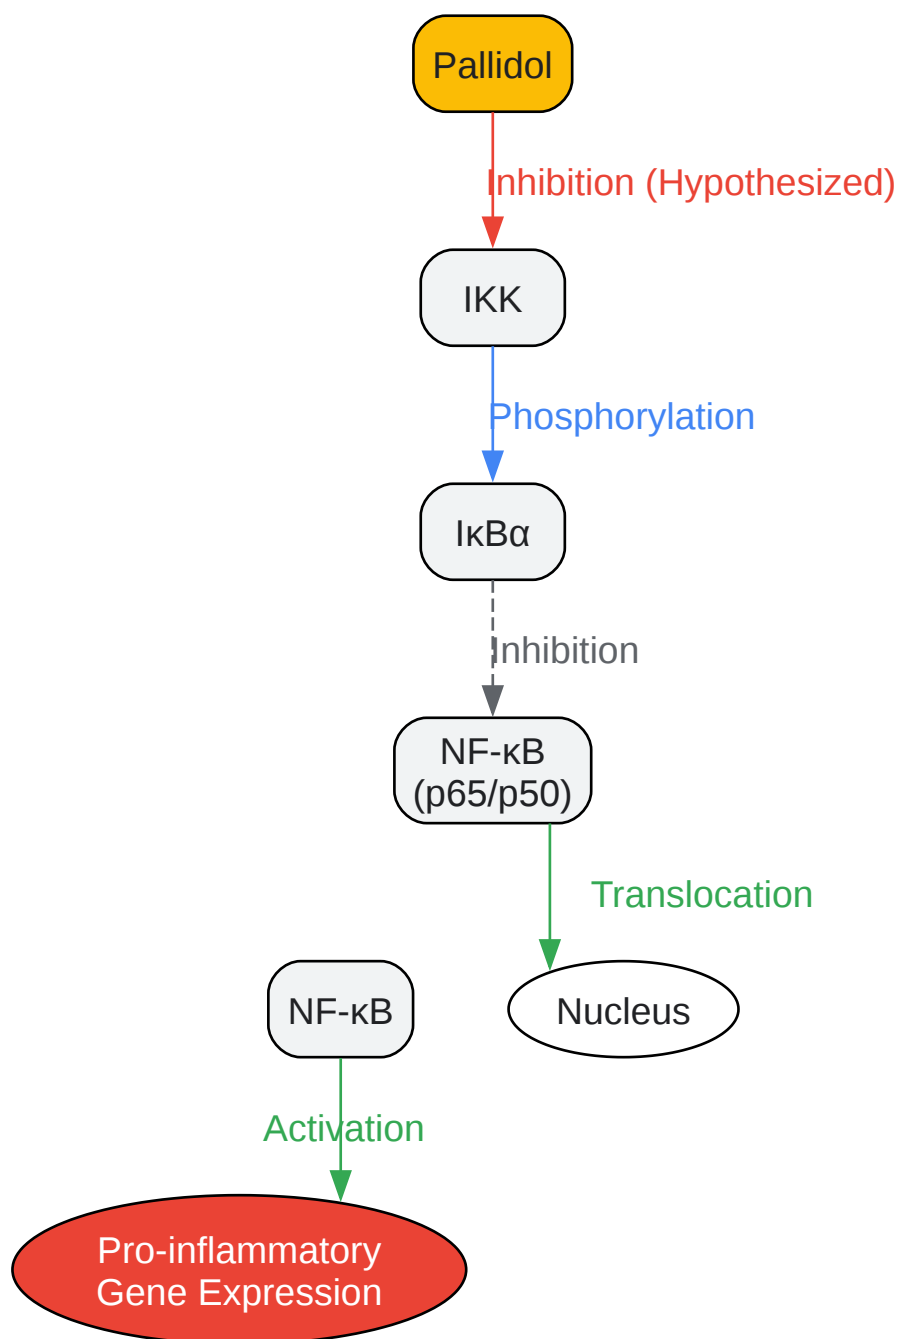 Pallidol
Inhibition (Hypothesized)
IKK
Phosphorylation
IκBα
Inhibition
NF-κB
(p65/p50)
Translocation
NF-κB
Nucleus
Activation
Pro-inflammatory
Gene Expression